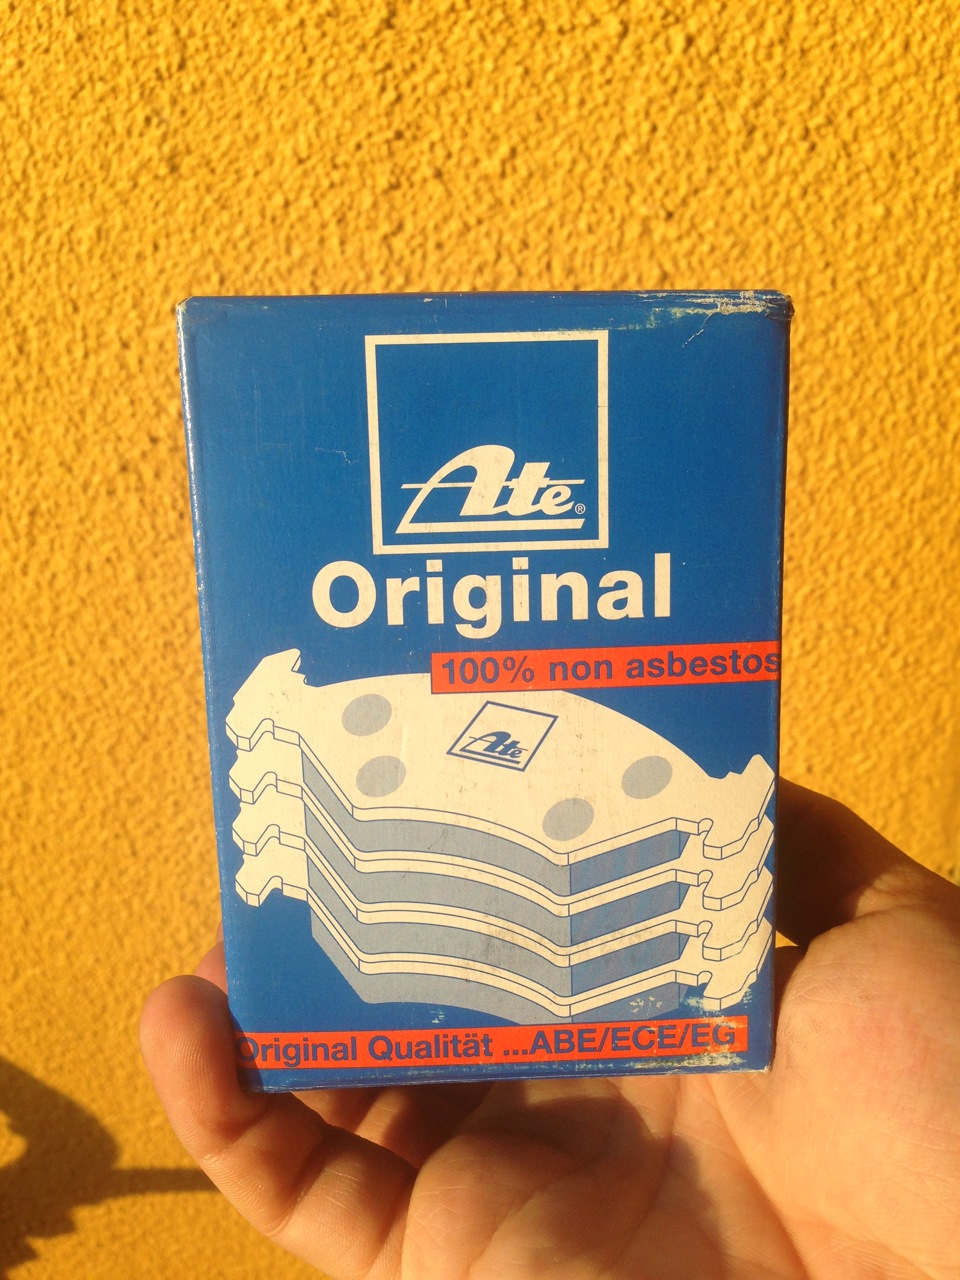 Ate®
Original
100% non asbestos
Ate
Original Qualität ...ABE/ECE/EG